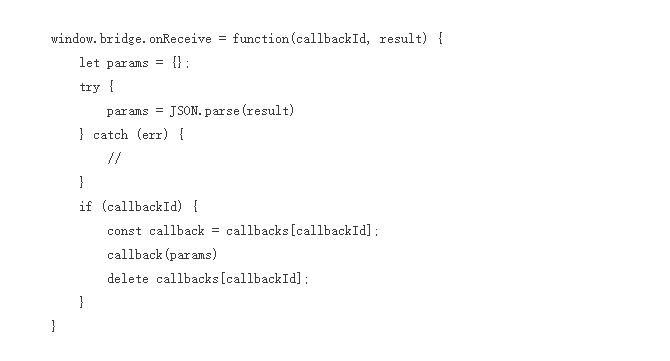 window.bridge.onReceive = function(callbackId, result) {
    let params = {};
    try {
        params = JSON.parse(result)
    } catch (err) {
        //
    }
    if (callbackId) {
        const callback = callbacks[callbackId];
        callback(params)
        delete callbacks[callbackId];
    }
}